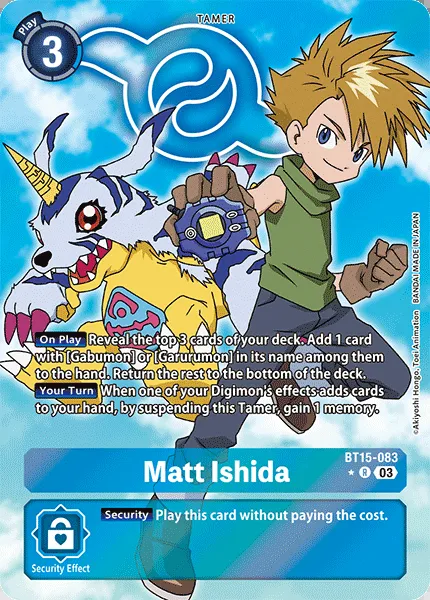 TAMER
Play
3
On Play Reveal the top 3 cards of your deck. Add 1 card
with [Gabumon] or [Garurumon] in its name among them
to the hand. Return the rest to the bottom of the deck.
Your Turn When one of your Digimon's effects adds cards
to your hand, by suspending this Tamer, gain 1 memory.
©Akiyoshi Hongo, Toei Animation BANDAI MADE IN JAPAN
BT15-083
Matt Ishida
★ R 03
Security Play this card without paying the cost.
Security Effect